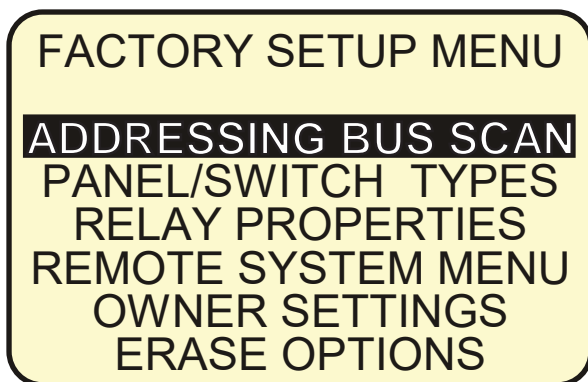 FACTORY SETUP MENU
ADDRESSING BUS SCAN
PANEL/SWITCH TYPES
RELAY PROPERTIES
REMOTE SYSTEM MENU
OWNER SETTINGS
ERASE OPTIONS